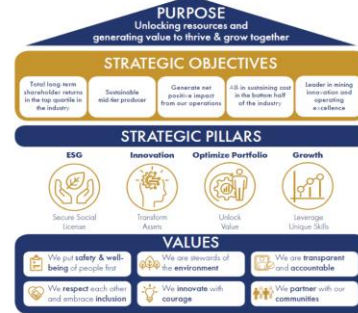 PURPOSE
Unlocking resources and
generating value to thrive & grow together
STRATEGIC OBJECTIVES
Total long-term
shareholder returns
in the top quartile in
the industry
Sustainable
mid-tier producer
Generate net
positive impact
from our operations
All-in sustaining cost
in the bottom half
of the industry
Leader in mining
innovation and
operating
excellence
STRATEGIC PILLARS
ESG
Innovation
Optimize Portfolio
Growth
Secure Social
License
Transform
Assets
Unlock
Value
Leverage
Unique Skills
VALUES
We put safety & well-
being of people first
We are stewards of
the environment
We are transparent
and accountable
We respect each other
and embrace inclusion
We innovate with
courage
We partner with our
communities